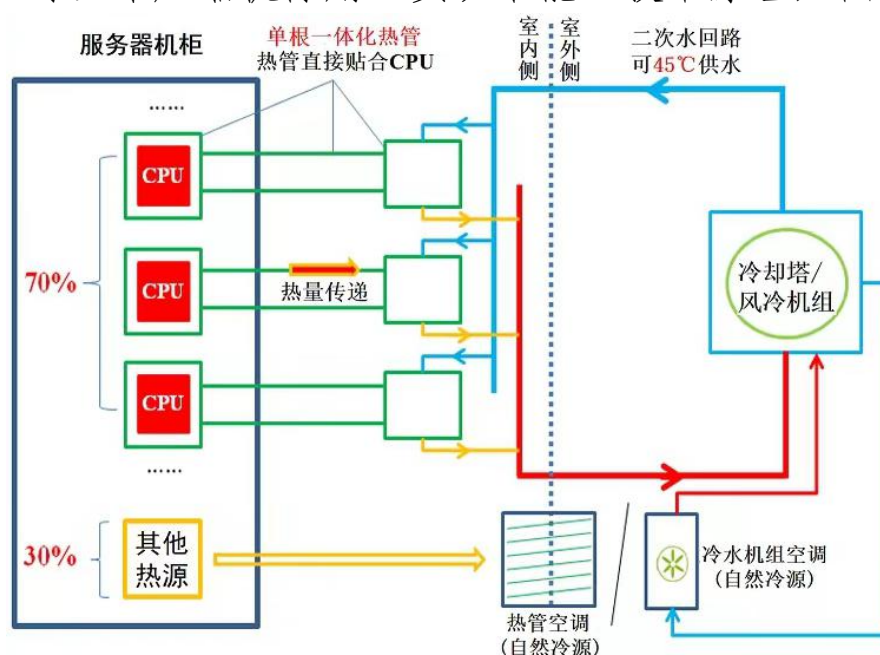 服务器机柜
单根一体化热管
热管直接贴合CPU
室内侧
室外侧
二次水回路
可45℃供水
……
CPU
CPU
CPU
70%
热量传递
冷却塔/
风冷机组
……
30%
其他
热源
热管空调
(自然冷源)
冷水机组空调
(自然冷源)